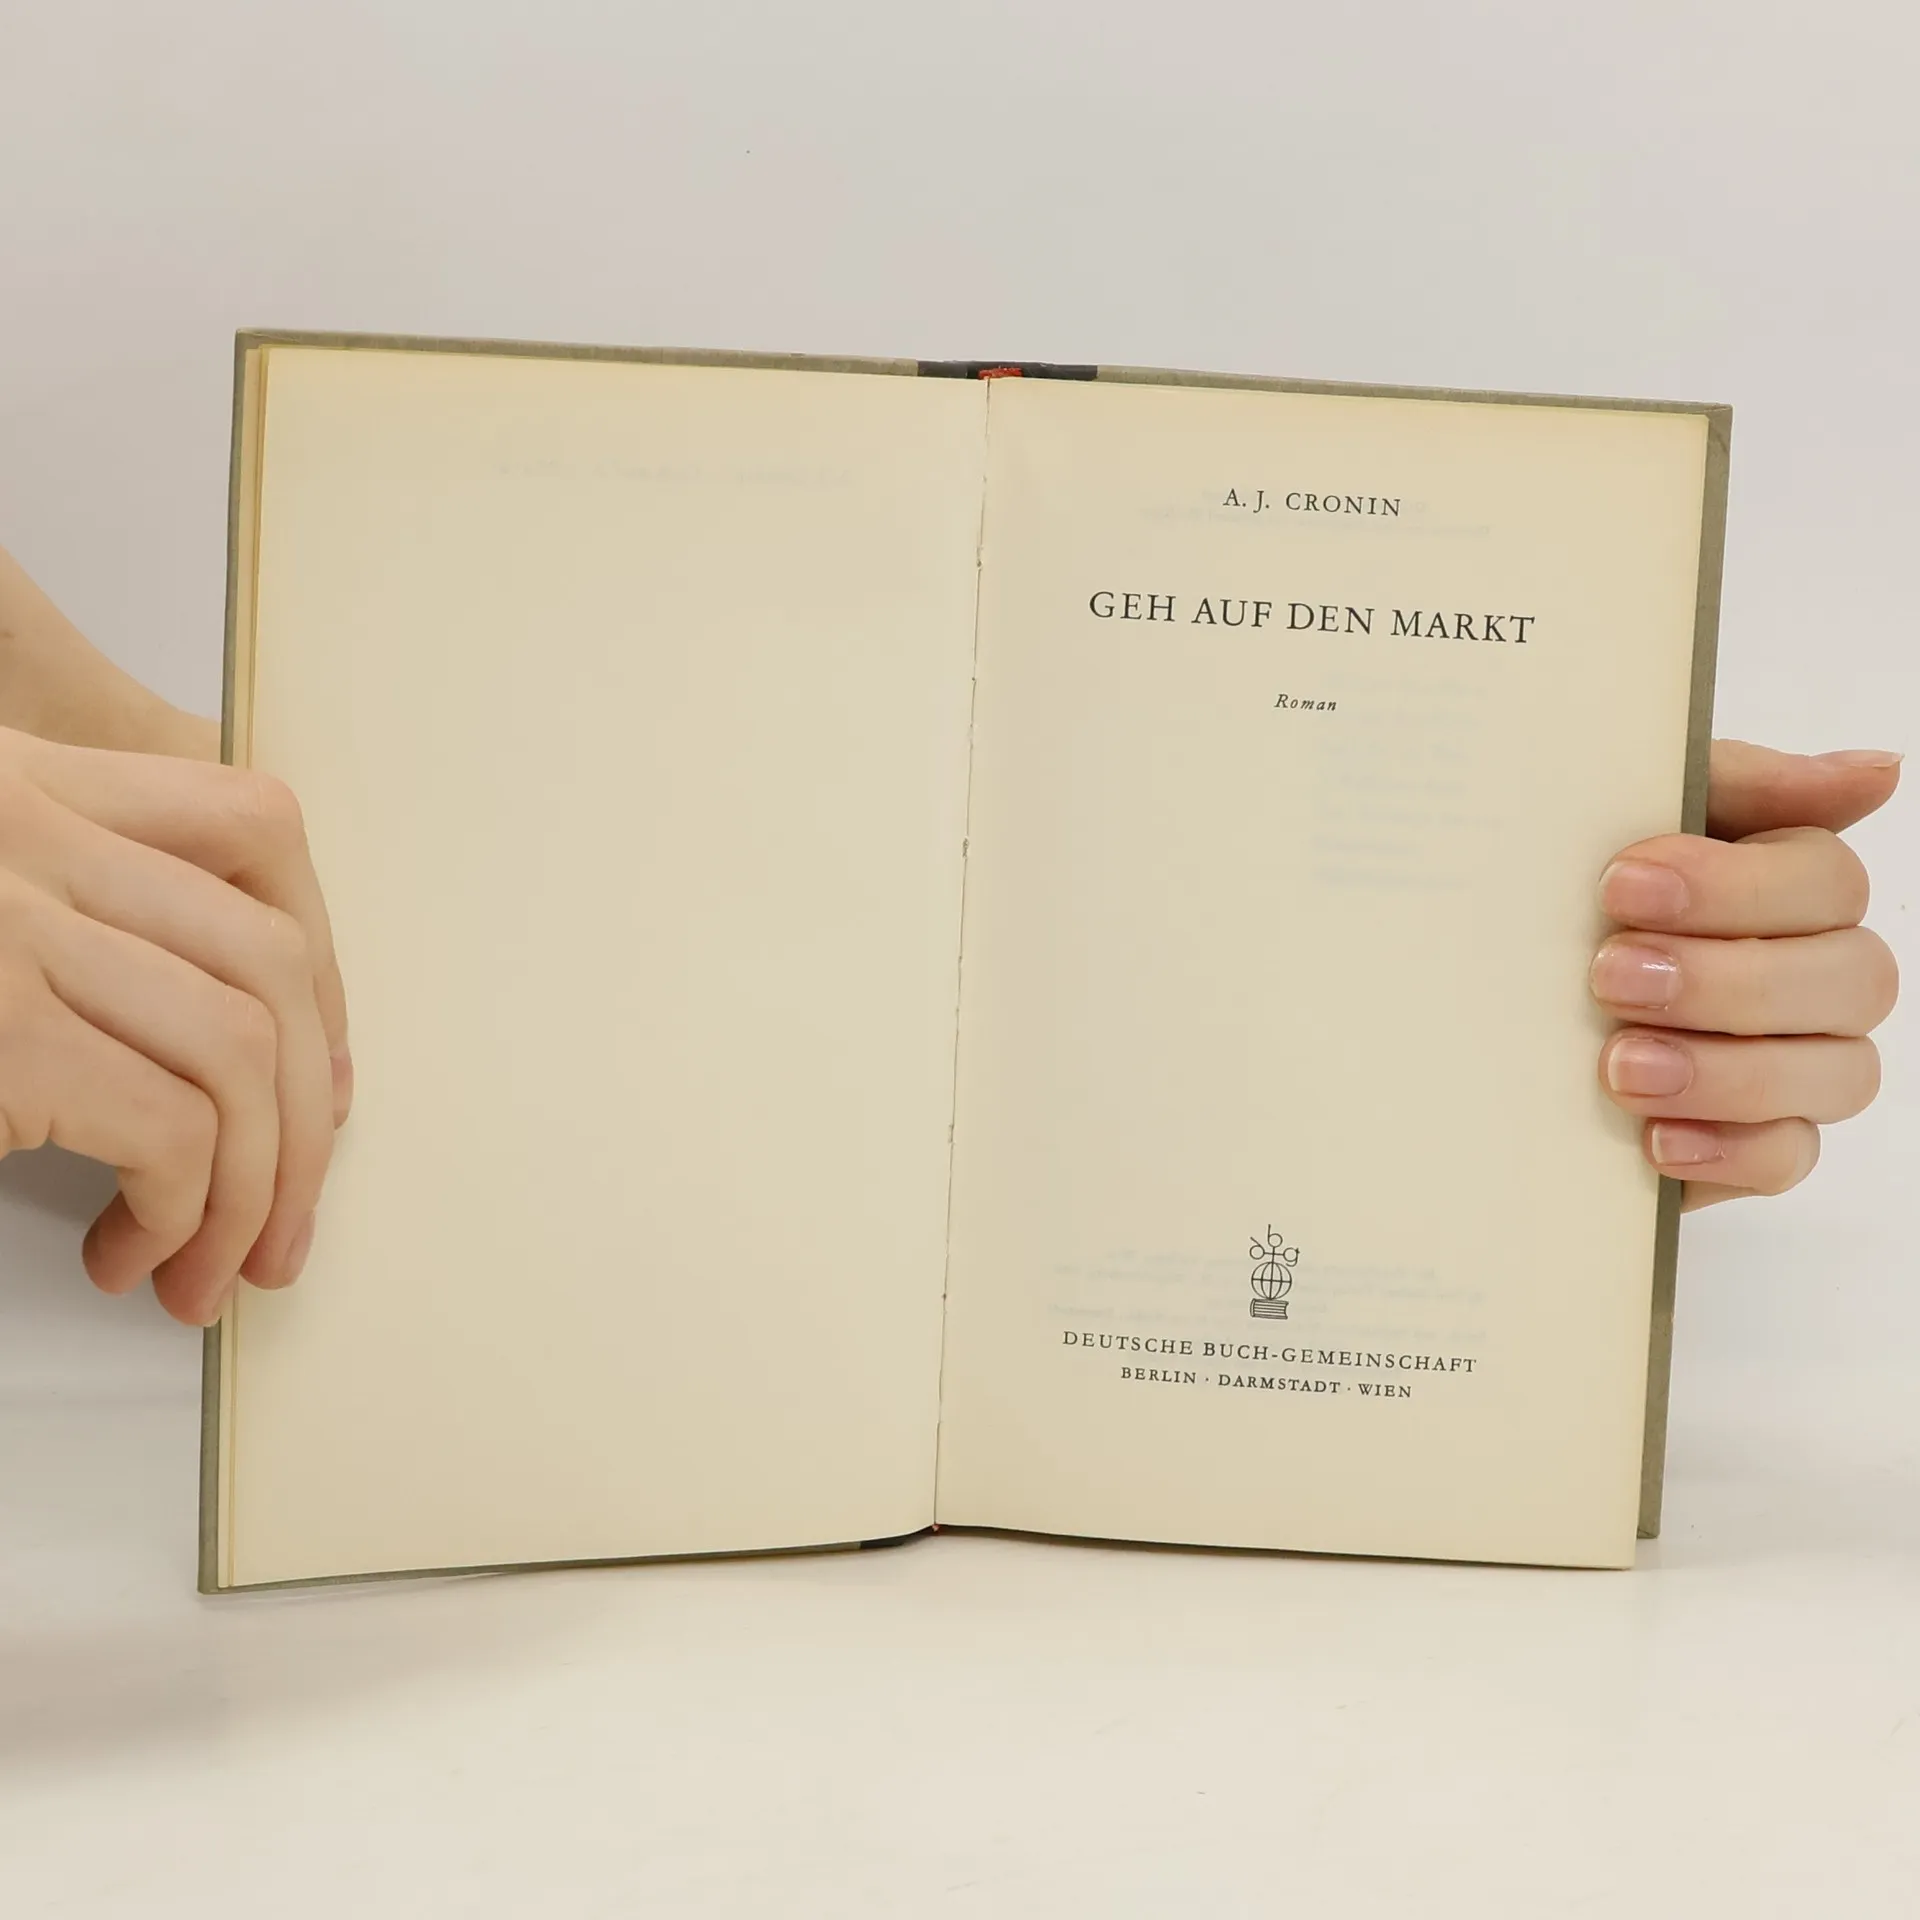 A. J. CRONIN
GEH AUF DEN MARKT
Roman
dbg
DEUTSCHE BUCH-GEMEINSCHAFT
BERLIN · DARMSTADT · WIEN